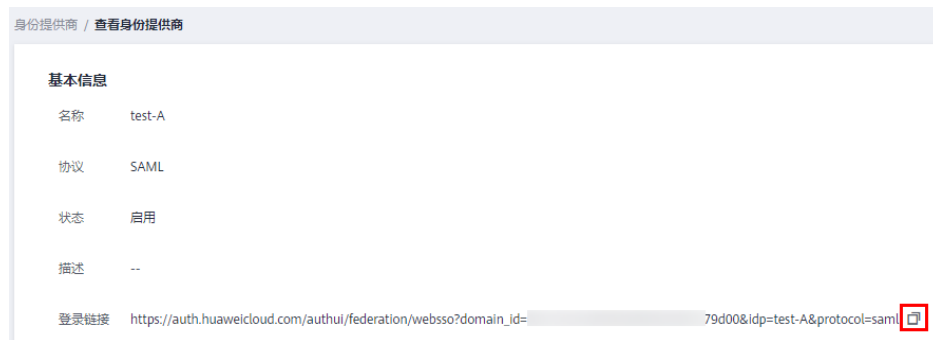 身份提供商 / 查看身份提供商
基本信息
名称 test-A
协议 SAML
状态 启用
描述 --
登录链接 https://auth.huaweicloud.com/authui/federation/websso?domain_id= 79d00&idp=test-A&protocol=saml